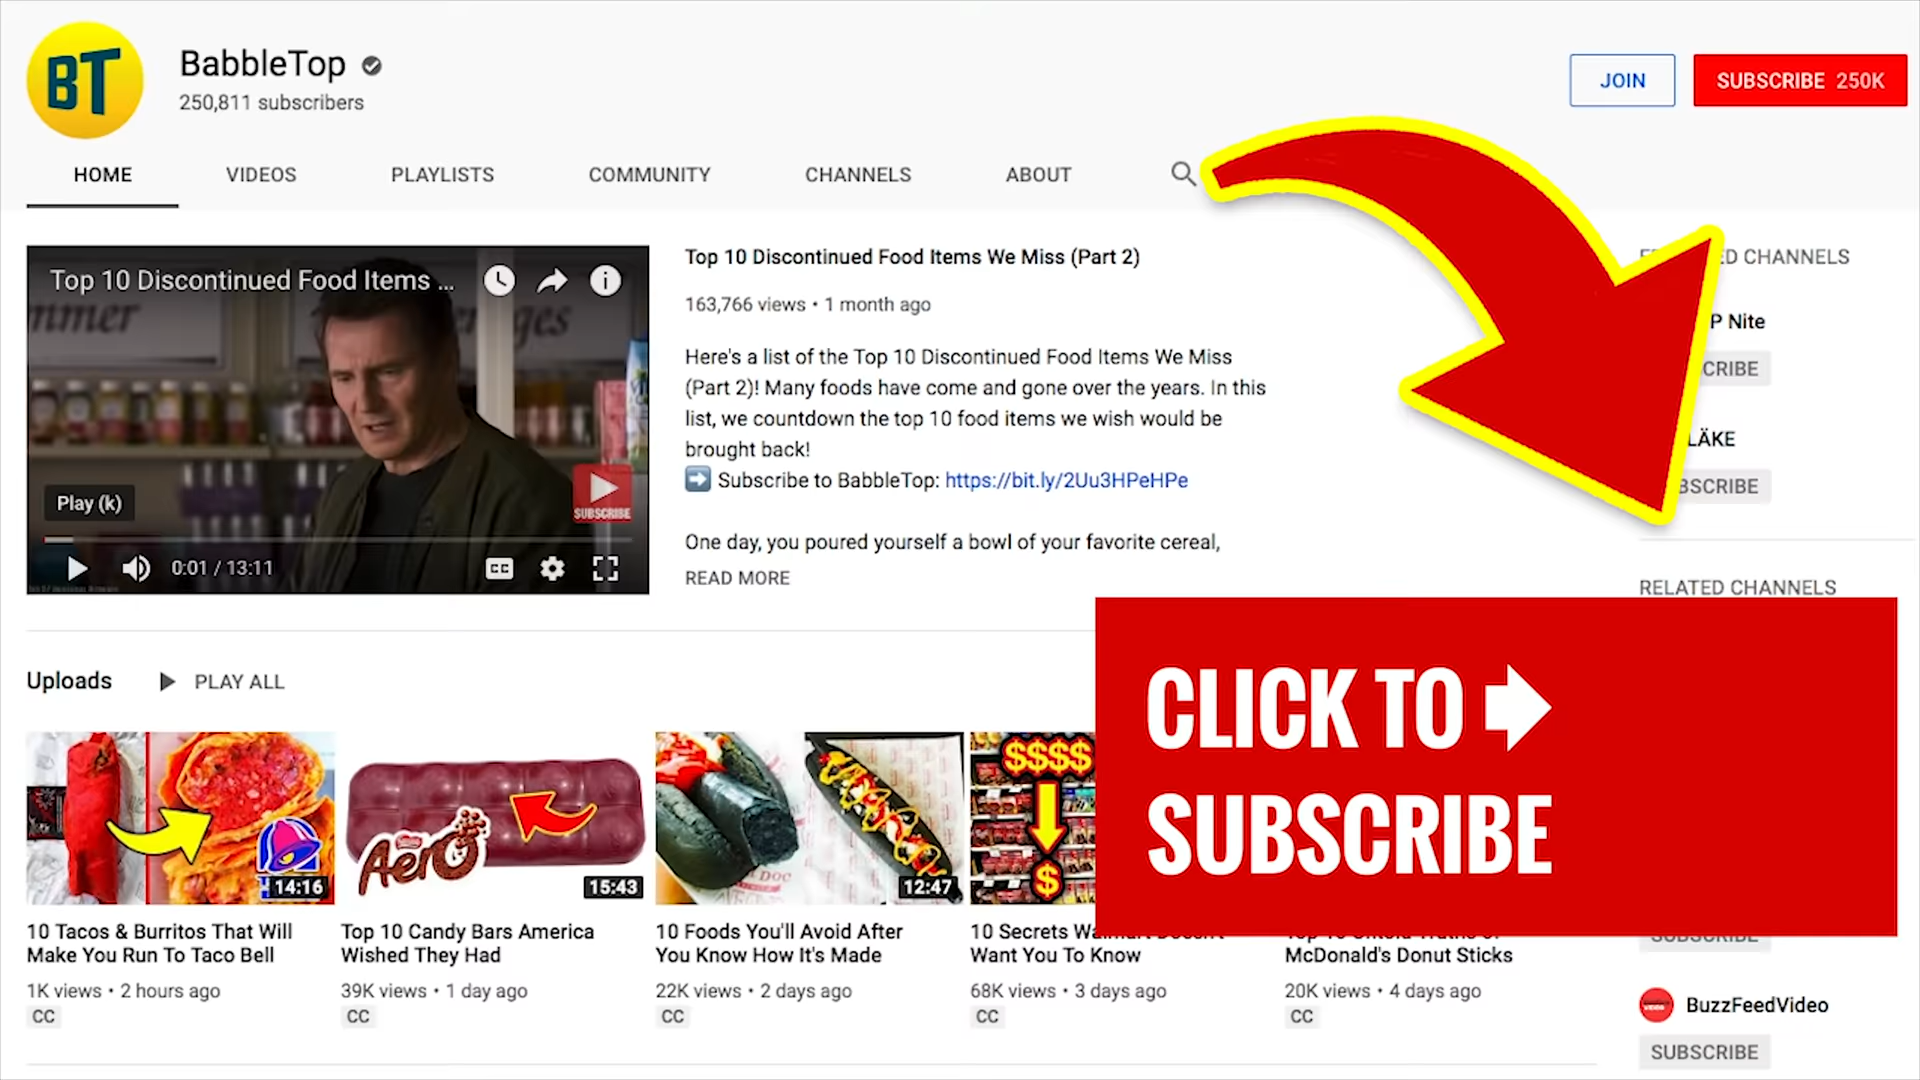 BT
BabbleTop
250,811 subscribers
JOIN
SUBSCRIBE 250K
HOME
VIDEOS
PLAYLISTS
COMMUNITY
CHANNELS
ABOUT
Top 10 Discontinued Food Items ...
Play (k)
SUBSCRIBE
0:01 / 13:11
CC
Top 10 Discontinued Food Items We Miss (Part 2)
163,766 views • 1 month ago
Here's a list of the Top 10 Discontinued Food Items We Miss
(Part 2)! Many foods have come and gone over the years. In this
list, we countdown the top 10 food items we wish would be
brought back!
Subscribe to BabbleTop: https://bit.ly/2Uu3HPeHPe
One day, you poured yourself a bowl of your favorite cereal,
READ MORE
CHANNELS
Nite
RELATED CHANNELS
CLICK TO
SUBSCRIBE
Uploads
PLAY ALL
14:16
10 Tacos & Burritos That Will
Make You Run To Taco Bell
1K views • 2 hours ago
CC
Aero
15:43
Top 10 Candy Bars America
Wished They Had
39K views • 1 day ago
CC
12:47
10 Foods You'll Avoid After
You Know How It's Made
22K views • 2 days ago
CC
$$$$
$
10 Secrets
Want You To Know
68K views • 3 days ago
CC
McDonald's Donut Sticks
20K views • 4 days ago
CC
SUBSCRIBE
BuzzFeedVideo
SUBSCRIBE